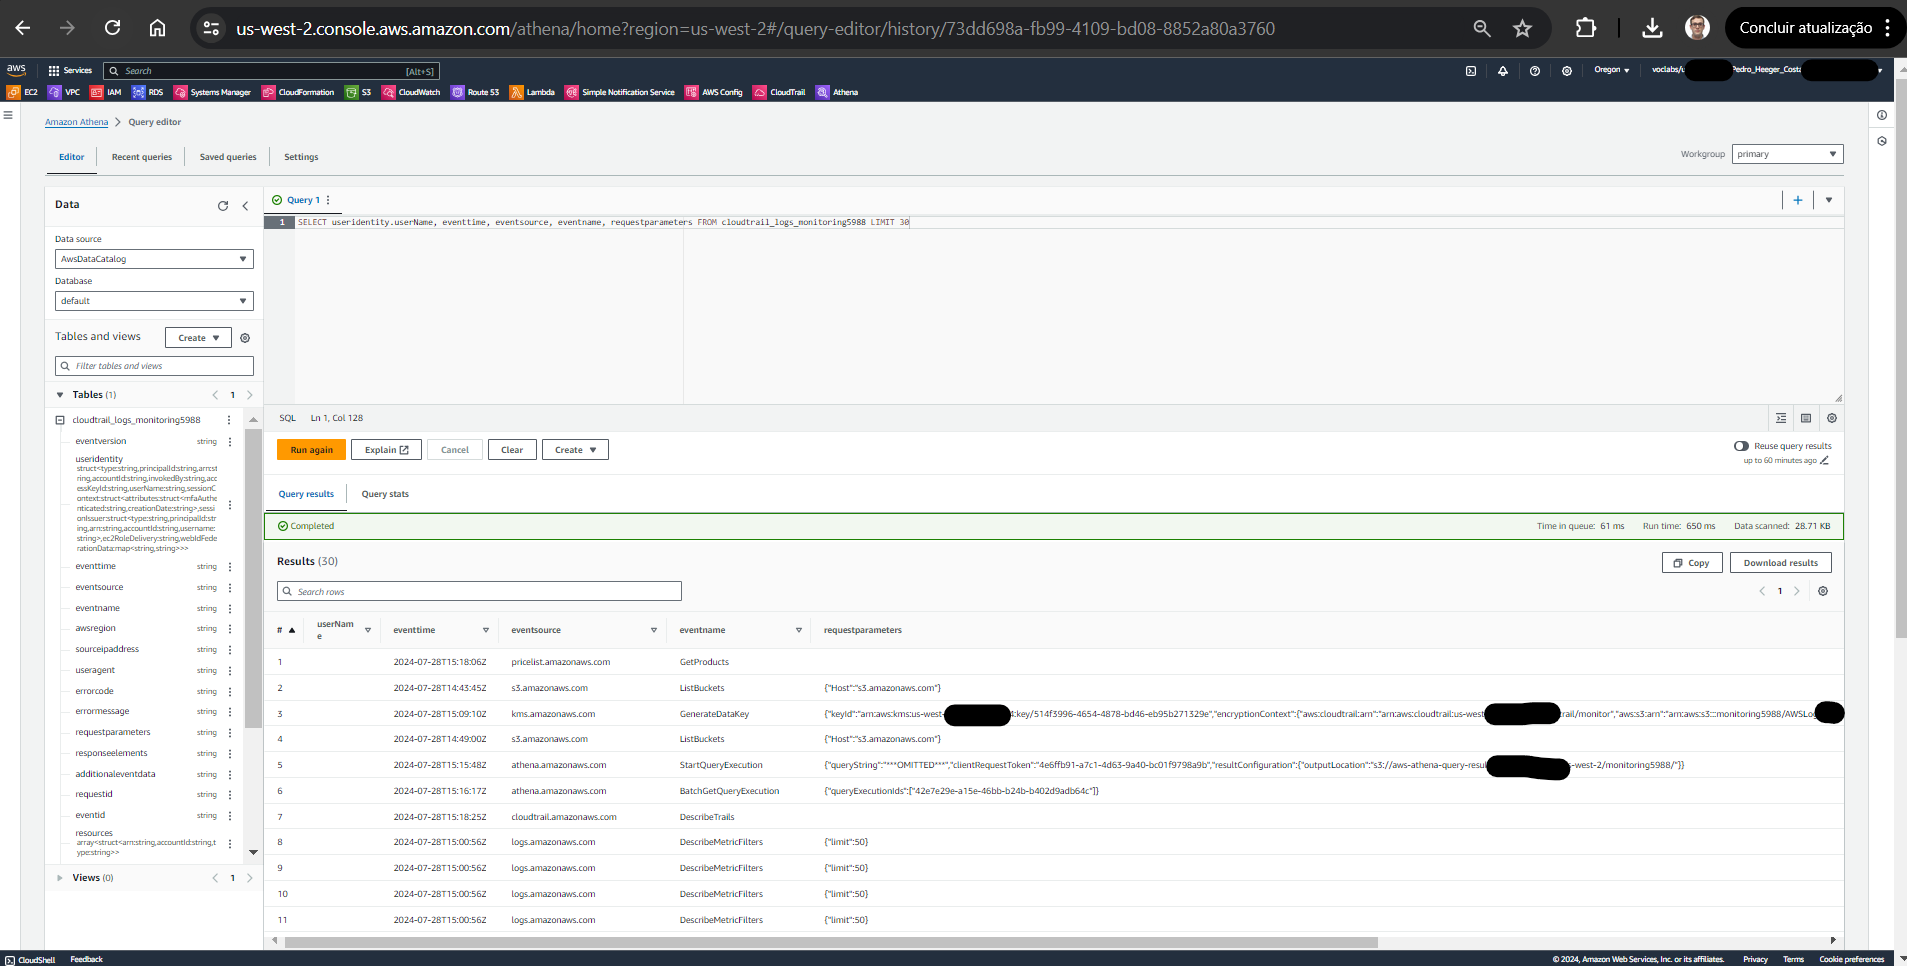 us-west-2.console.aws.amazon.com/athena/home?region=us-west-2#/query-editor/history/73dd698a-fb99-4109-bd08-8852a80a3760
Concluir atualização
aws
Services
Search
[Alt+S]
Oregon
voclabs/
Pedro_Heeger_Costa
EC2
VPC
IAM
RDS
Systems Manager
CloudFormation
S3
CloudWatch
Route 53
Lambda
Simple Notification Service
AWS Config
CloudTrail
Athena
Amazon Athena
Query editor
Editor
Recent queries
Saved queries
Settings
Workgroup
primary
Data
Data source
AwsDataCatalog
Database
default
Tables and views
Create
Filter tables and views
Tables (1)
1
cloudtrail_logs_monitoring5988
eventversion string
useridentity
struct<type:string,principalId:string,arn:st
ring,accountId:string,invokedBy:string,acc
essKeyId:string,userName:string,sessionC
ontext:struct<attributes:struct<mfaAuthe
nticated:string,creationDate:string>,sess
ionIssuer:struct<type:string,principalId:str
ing,arn:string,accountId:string,username:
string>,ec2RoleDelivery:string,webIdFede
rationData:map<string,string>>>
eventtime string
eventsource string
eventname string
awsregion string
sourceipaddress string
useragent string
errorcode string
errormessage string
requestparameters string
responseelements string
additionaleventdata string
requestid string
eventid string
resources
array<struct<arn:string,accountId:string,t
ype:string>>
Views (0)
1
Query 1
1 SELECT useridentity.userName, eventtime, eventsource, eventname, requestparameters FROM cloudtrail_logs_monitoring5988 LIMIT 30
SQL
Ln 1, Col 128
Run again
Explain
Cancel
Clear
Create
Reuse query results
up to 60 minutes ago
Query results
Query stats
Completed
Time in queue: 61 ms
Run time: 650 ms
Data scanned: 28.71 KB
Results (30)
Copy
Download results
Search rows
1
# userNam
e eventtime eventsource eventname requestparameters
1 2024-07-28T15:18:06Z pricelist.amazonaws.com GetProducts
2 2024-07-28T14:43:45Z s3.amazonaws.com ListBuckets {"Host":"s3.amazonaws.com"}
3 2024-07-28T15:09:10Z kms.amazonaws.com GenerateDataKey {"keyId":"arn:aws:kms:us-west- :key/514f3996-4654-4878-bd46-eb95b271329e","encryptionContext":{"aws:cloudtrail:arn":"arn:aws:cloudtrail:us-west trail/monitor","aws:s3:arn":"arn:aws:s3:::monitoring5988/AWSLog
4 2024-07-28T14:49:00Z s3.amazonaws.com ListBuckets {"Host":"s3.amazonaws.com"}
5 2024-07-28T15:15:48Z athena.amazonaws.com StartQueryExecution {"queryString":"***OMITTED***","clientRequestToken":"4e6ffb91-a7c1-4d63-9a40-bc01f9798a9b","resultConfiguration":{"outputLocation":"s3://aws-athena-query-resul s-west-2/monitoring5988/"}}
6 2024-07-28T15:16:17Z athena.amazonaws.com BatchGetQueryExecution {"queryExecutionIds":["42e7e29e-a15e-46bb-b24b-b402d9adb64c"]}
7 2024-07-28T15:18:25Z cloudtrail.amazonaws.com DescribeTrails
8 2024-07-28T15:00:56Z logs.amazonaws.com DescribeMetricFilters {"limit":50}
9 2024-07-28T15:00:56Z logs.amazonaws.com DescribeMetricFilters {"limit":50}
10 2024-07-28T15:00:56Z logs.amazonaws.com DescribeMetricFilters {"limit":50}
11 2024-07-28T15:00:56Z logs.amazonaws.com DescribeMetricFilters {"limit":50}
CloudShell
Feedback
© 2024, Amazon Web Services, Inc. or its affiliates.
Privacy
Terms
Cookie preferences